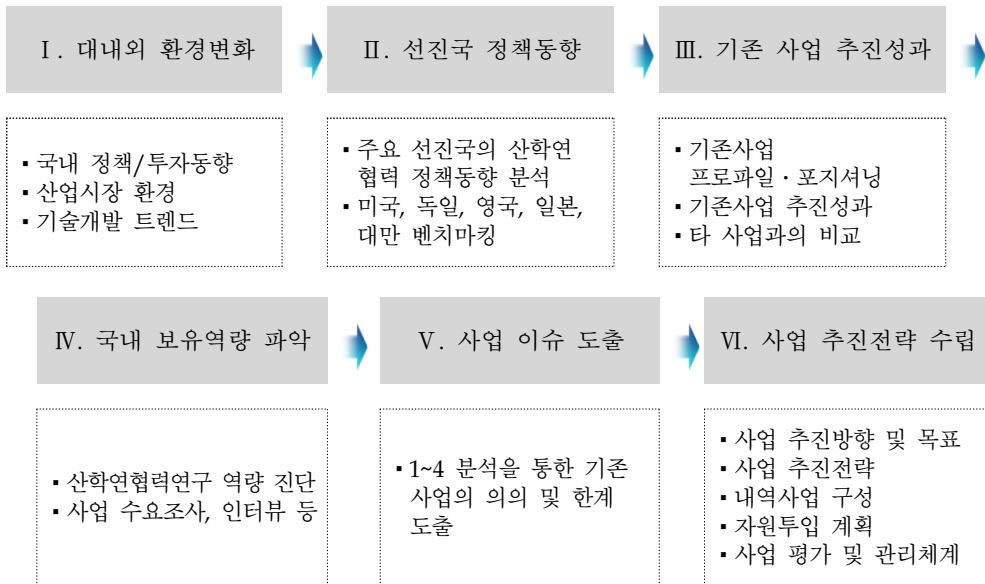 Ⅰ. 대내외 환경변화
Ⅱ. 선진국 정책동향
Ⅲ. 기존 사업 추진성과
▪ 국내 정책/투자동향
▪ 산업시장 환경
▪ 기술개발 트렌드
▪ 주요 선진국의 산학연
협력 정책동향 분석
▪ 미국, 독일, 영국, 일본,
대만 벤치마킹
▪ 기존사업
프로파일·포지셔닝
▪ 기존사업 추진성과
▪ 타 사업과의 비교
Ⅳ. 국내 보유역량 파악
Ⅴ. 사업 이슈 도출
Ⅵ. 사업 추진전략 수립
▪ 산학연협력연구 역량 진단
▪ 사업 수요조사, 인터뷰 등
▪ 1~4 분석을 통한 기존
사업의 의의 및 한계
도출
▪ 사업 추진방향 및 목표
▪ 사업 추진전략
▪ 내역사업 구성
▪ 자원투입 계획
▪ 사업 평가 및 관리체계